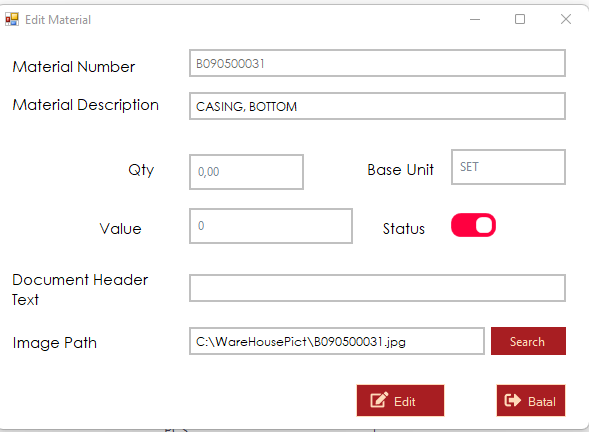 Edit Material
Material Number B090500031
Material Description CASING, BOTTOM
Qty 0,00 Base Unit SET
Value 0 Status
Document Header
Text
Image Path C:\WareHousePict\B090500031.jpg Search
Edit Batal